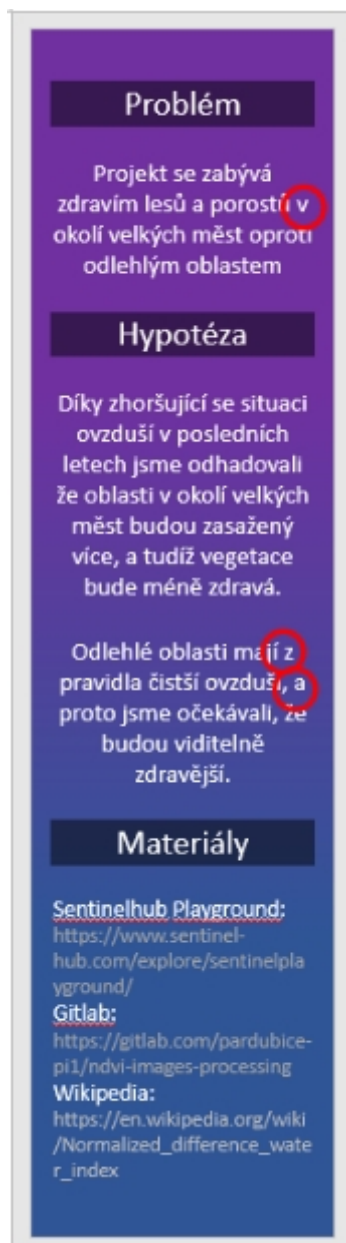 Problém
Projekt se zabývá
zdravím lesů a porostů v
okolí velkých měst oproti
odlehlým oblastem
Hypotéza
Díky zhoršující se situaci
ovzduší v posledních
letech jsme odhadovali
že oblasti v okolí velkých
měst budou zasažený
více, a tudíž vegetace
bude méně zdravá.
Odlehlé oblasti mají z
pravidla čistší ovzduší, a
proto jsme očekávali, že
budou viditelně
zdravější.
Materiály
Sentinelhub Playground:
https://www.sentinel-
hub.com/explore/sentinelpla
yground/
Gitlab:
https://gitlab.com/pardubice-
pi1/ndvi-images-processing
Wikipedia:
https://en.wikipedia.org/wiki
/Normalized_difference_wate
r_index